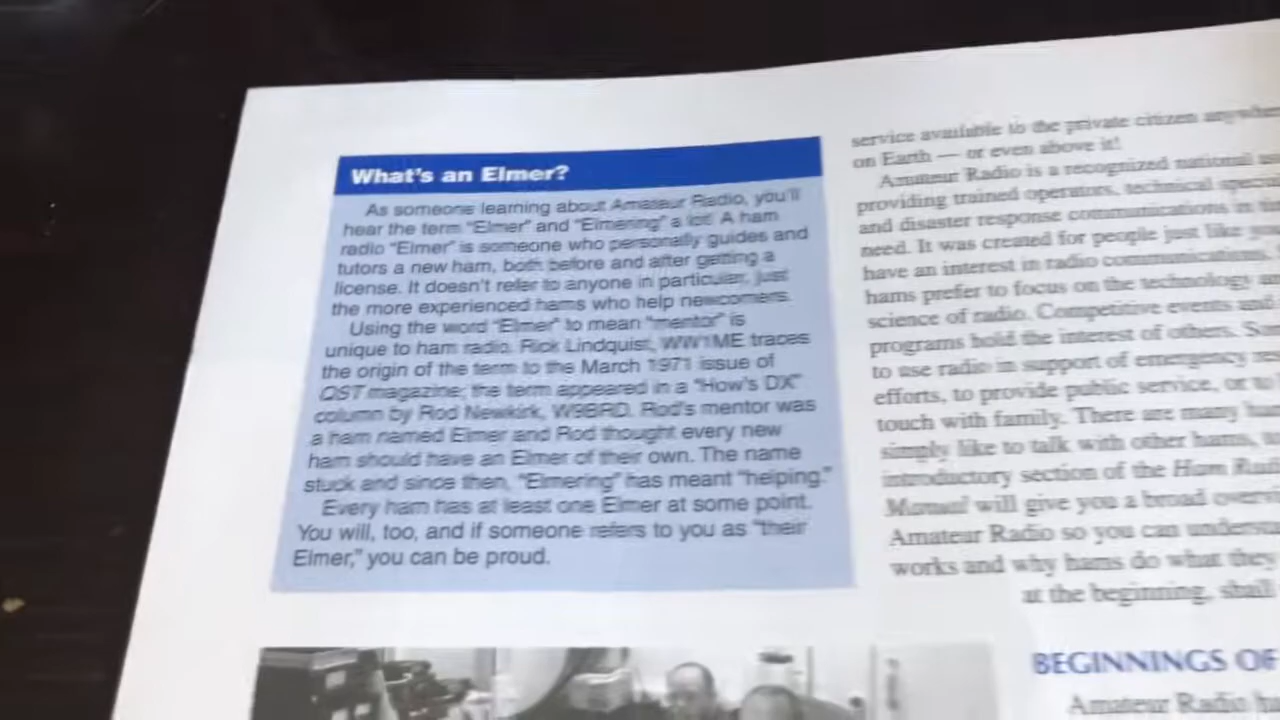 What's an Elmer?
As someone learning about Amateur Radio, you'll
hear the term "Elmer" and "Elmering" a lot! A ham
radio "Elmer" is someone who personally guides and
tutors a new ham, both before and after getting a
license. It doesn't refer to anyone in particular, just
the more experienced hams who help newcomers.
Using the word "Elmer" to mean "mentor" is
unique to ham radio. Rick Lindquist, WW1ME traces
the origin of the term to the March 1971 issue of
QST magazine; the term appeared in a "How's DX"
column by Rod Newkirk, W9BRD. Rod's mentor was
a ham named Elmer and Rod thought every new
ham should have an Elmer of their own. The name
stuck and since then, "Elmering" has meant "helping."
Every ham has at least one Elmer at some point.
You will, too, and if someone refers to you as "their
Elmer," you can be proud.
service available to the private citizen
on Earth — or even above it!
Amateur Radio is a recognized national
providing trained operators, technical
and disaster response communications in
need. It was created for people just like
have an interest in radio communications.
hams prefer to focus on the technology
science of radio. Competitive events and
programs hold the interest of others.
to use radio in support of emergency
efforts, to provide public service, or to
touch with family. There are many
simply like to talk with other hams,
introductory section of the Ham
Manual will give you a broad
Amateur Radio so you can
works and why hams do what they
at the beginning, shall
BEGINNINGS OF
Amateur Radio